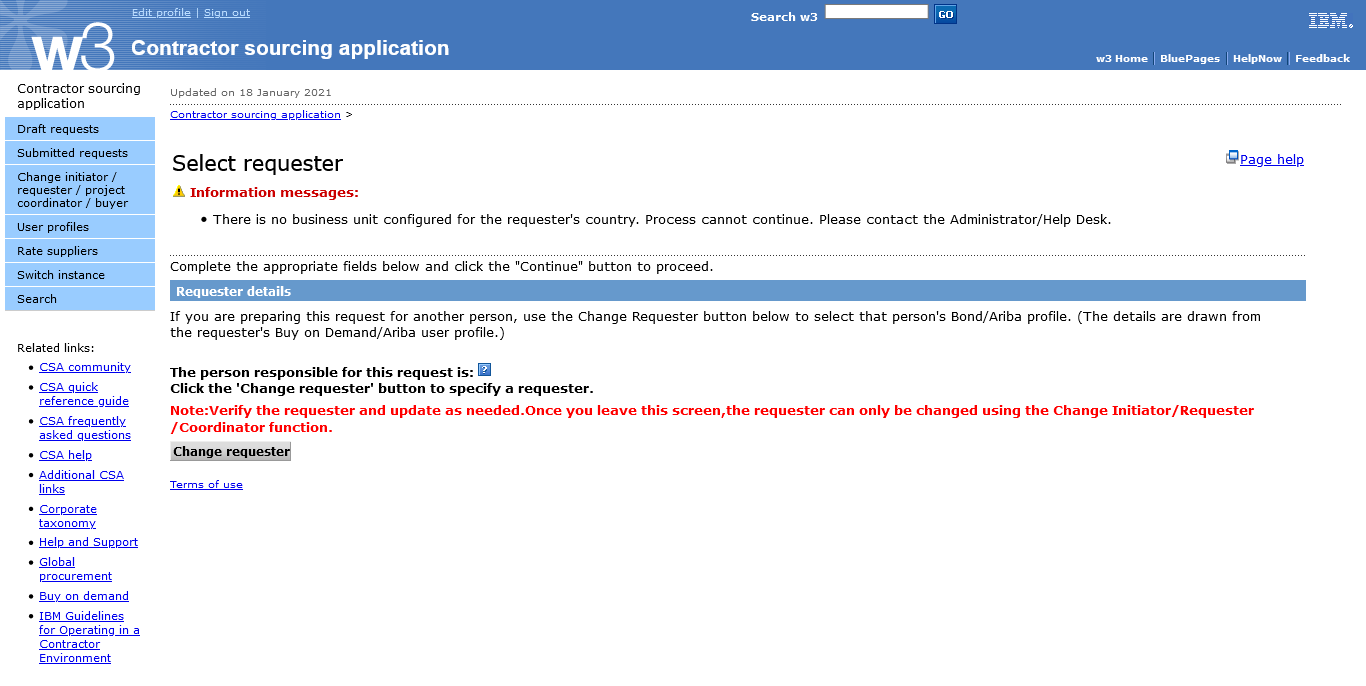 Edit profile | Sign out
Search w3 GO
IBM.
w3 Contractor sourcing application
w3 Home | BluePages | HelpNow | Feedback
Contractor sourcing
application
Draft requests
Submitted requests
Change initiator /
requester / project
coordinator / buyer
User profiles
Rate suppliers
Switch instance
Search
Related links:
• CSA community
• CSA quick
reference guide
• CSA frequently
asked questions
• CSA help
• Additional CSA
links
• Corporate
taxonomy
• Help and Support
• Global
procurement
• Buy on demand
• IBM Guidelines
for Operating in a
Contractor
Environment
Updated on 18 January 2021
Contractor sourcing application >
Select requester
Page help
Information messages:
• There is no business unit configured for the requester's country. Process cannot continue. Please contact the Administrator/Help Desk.
Complete the appropriate fields below and click the "Continue" button to proceed.
Requester details
If you are preparing this request for another person, use the Change Requester button below to select that person's Bond/Ariba profile. (The details are drawn from
the requester's Buy on Demand/Ariba user profile.)
The person responsible for this request is: ?
Click the 'Change requester' button to specify a requester.
Note:Verify the requester and update as needed.Once you leave this screen,the requester can only be changed using the Change Initiator/Requester
/Coordinator function.
Change requester
Terms of use